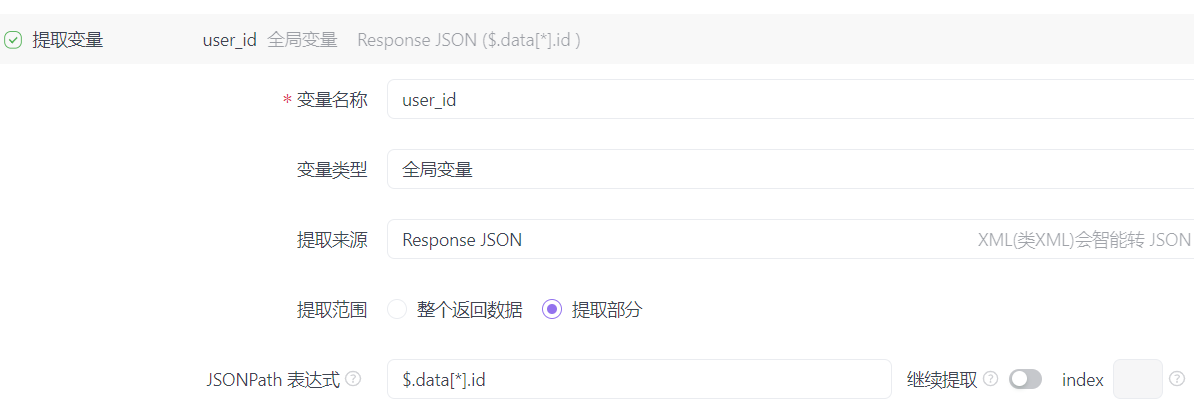 提取变量 user_id 全局变量 Response JSON ($.data[*].id )
* 变量名称 user_id
变量类型 全局变量
提取来源 Response JSON XML(类XML)会智能转 JSON
提取范围 整个返回数据 提取部分
JSONPath 表达式 ? $.data[*].id 继续提取 ? index ?